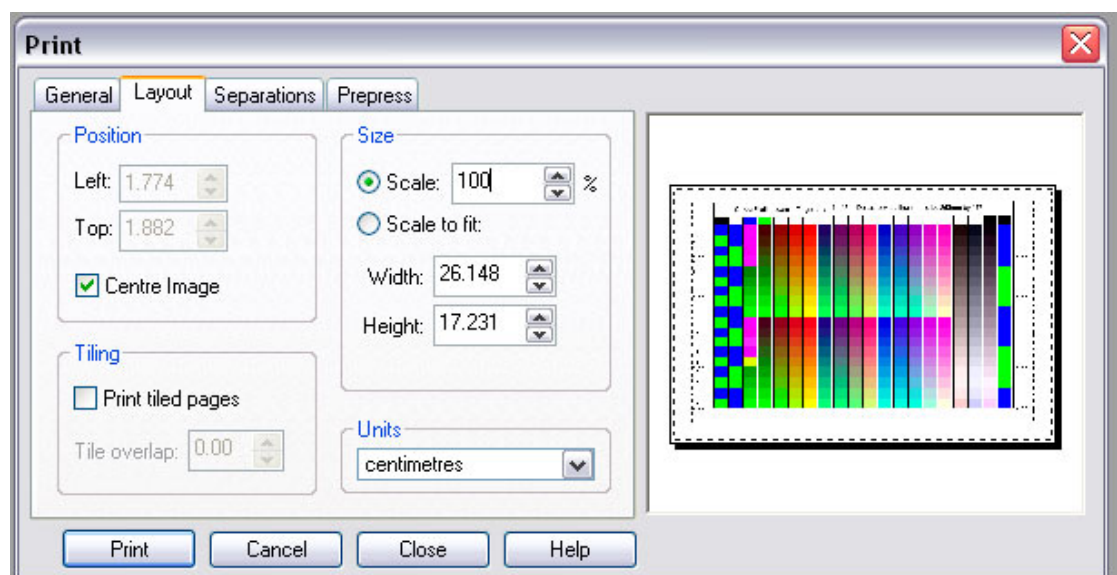 Print
General Layout Separations Prepress
Position
Left: 1.774
Top: 1.882
Centre Image
Tiling
Print tiled pages
Tile overlap: 0.00
Size
Scale: 100 %
Scale to fit:
Width: 26.148
Height: 17.231
Units
centimetres
Print Cancel Close Help